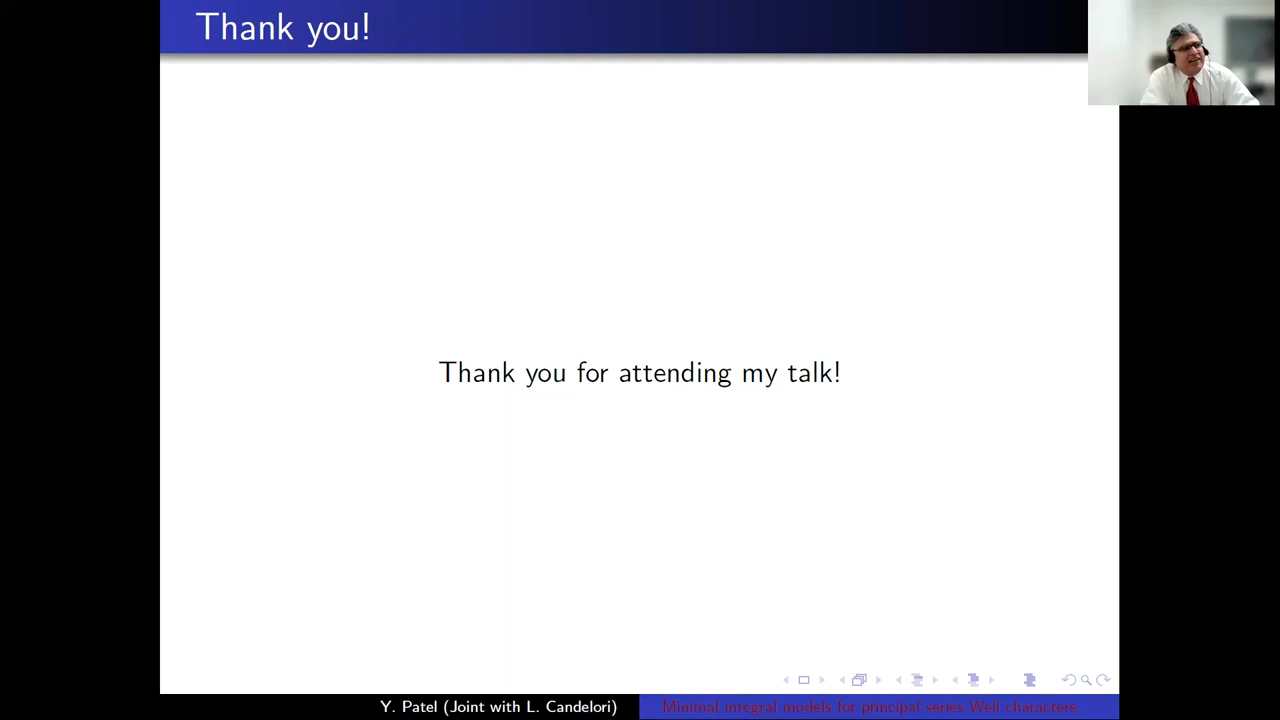 Thank you!
Thank you for attending my talk!
Y. Patel (Joint with L. Candelori)
Minimal integral models for principal series Weil characters